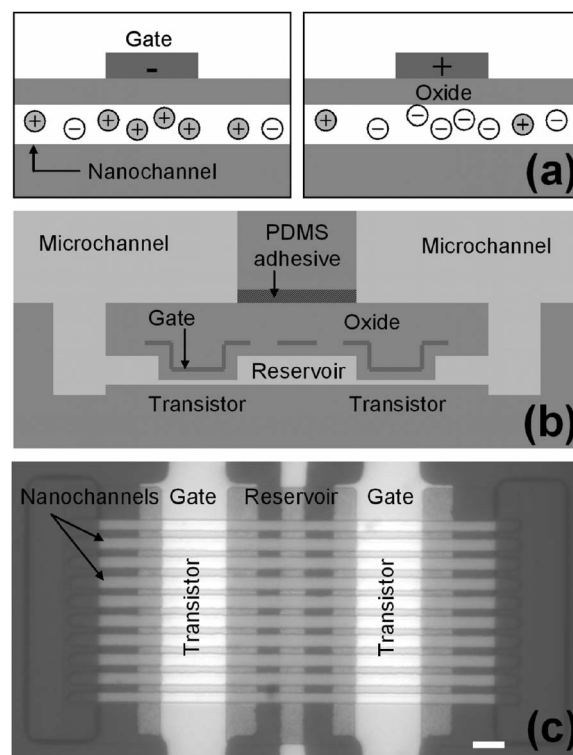 Gate
-
+
Oxide
+ − + + + + + −
+ − − − − − + −
Nanochannel
(a)
Microchannel
PDMS
adhesive
Microchannel
Gate
Oxide
Reservoir
Transistor
Transistor
(b)
Nanochannels
Gate
Reservoir
Gate
Transistor
Transistor
(c)